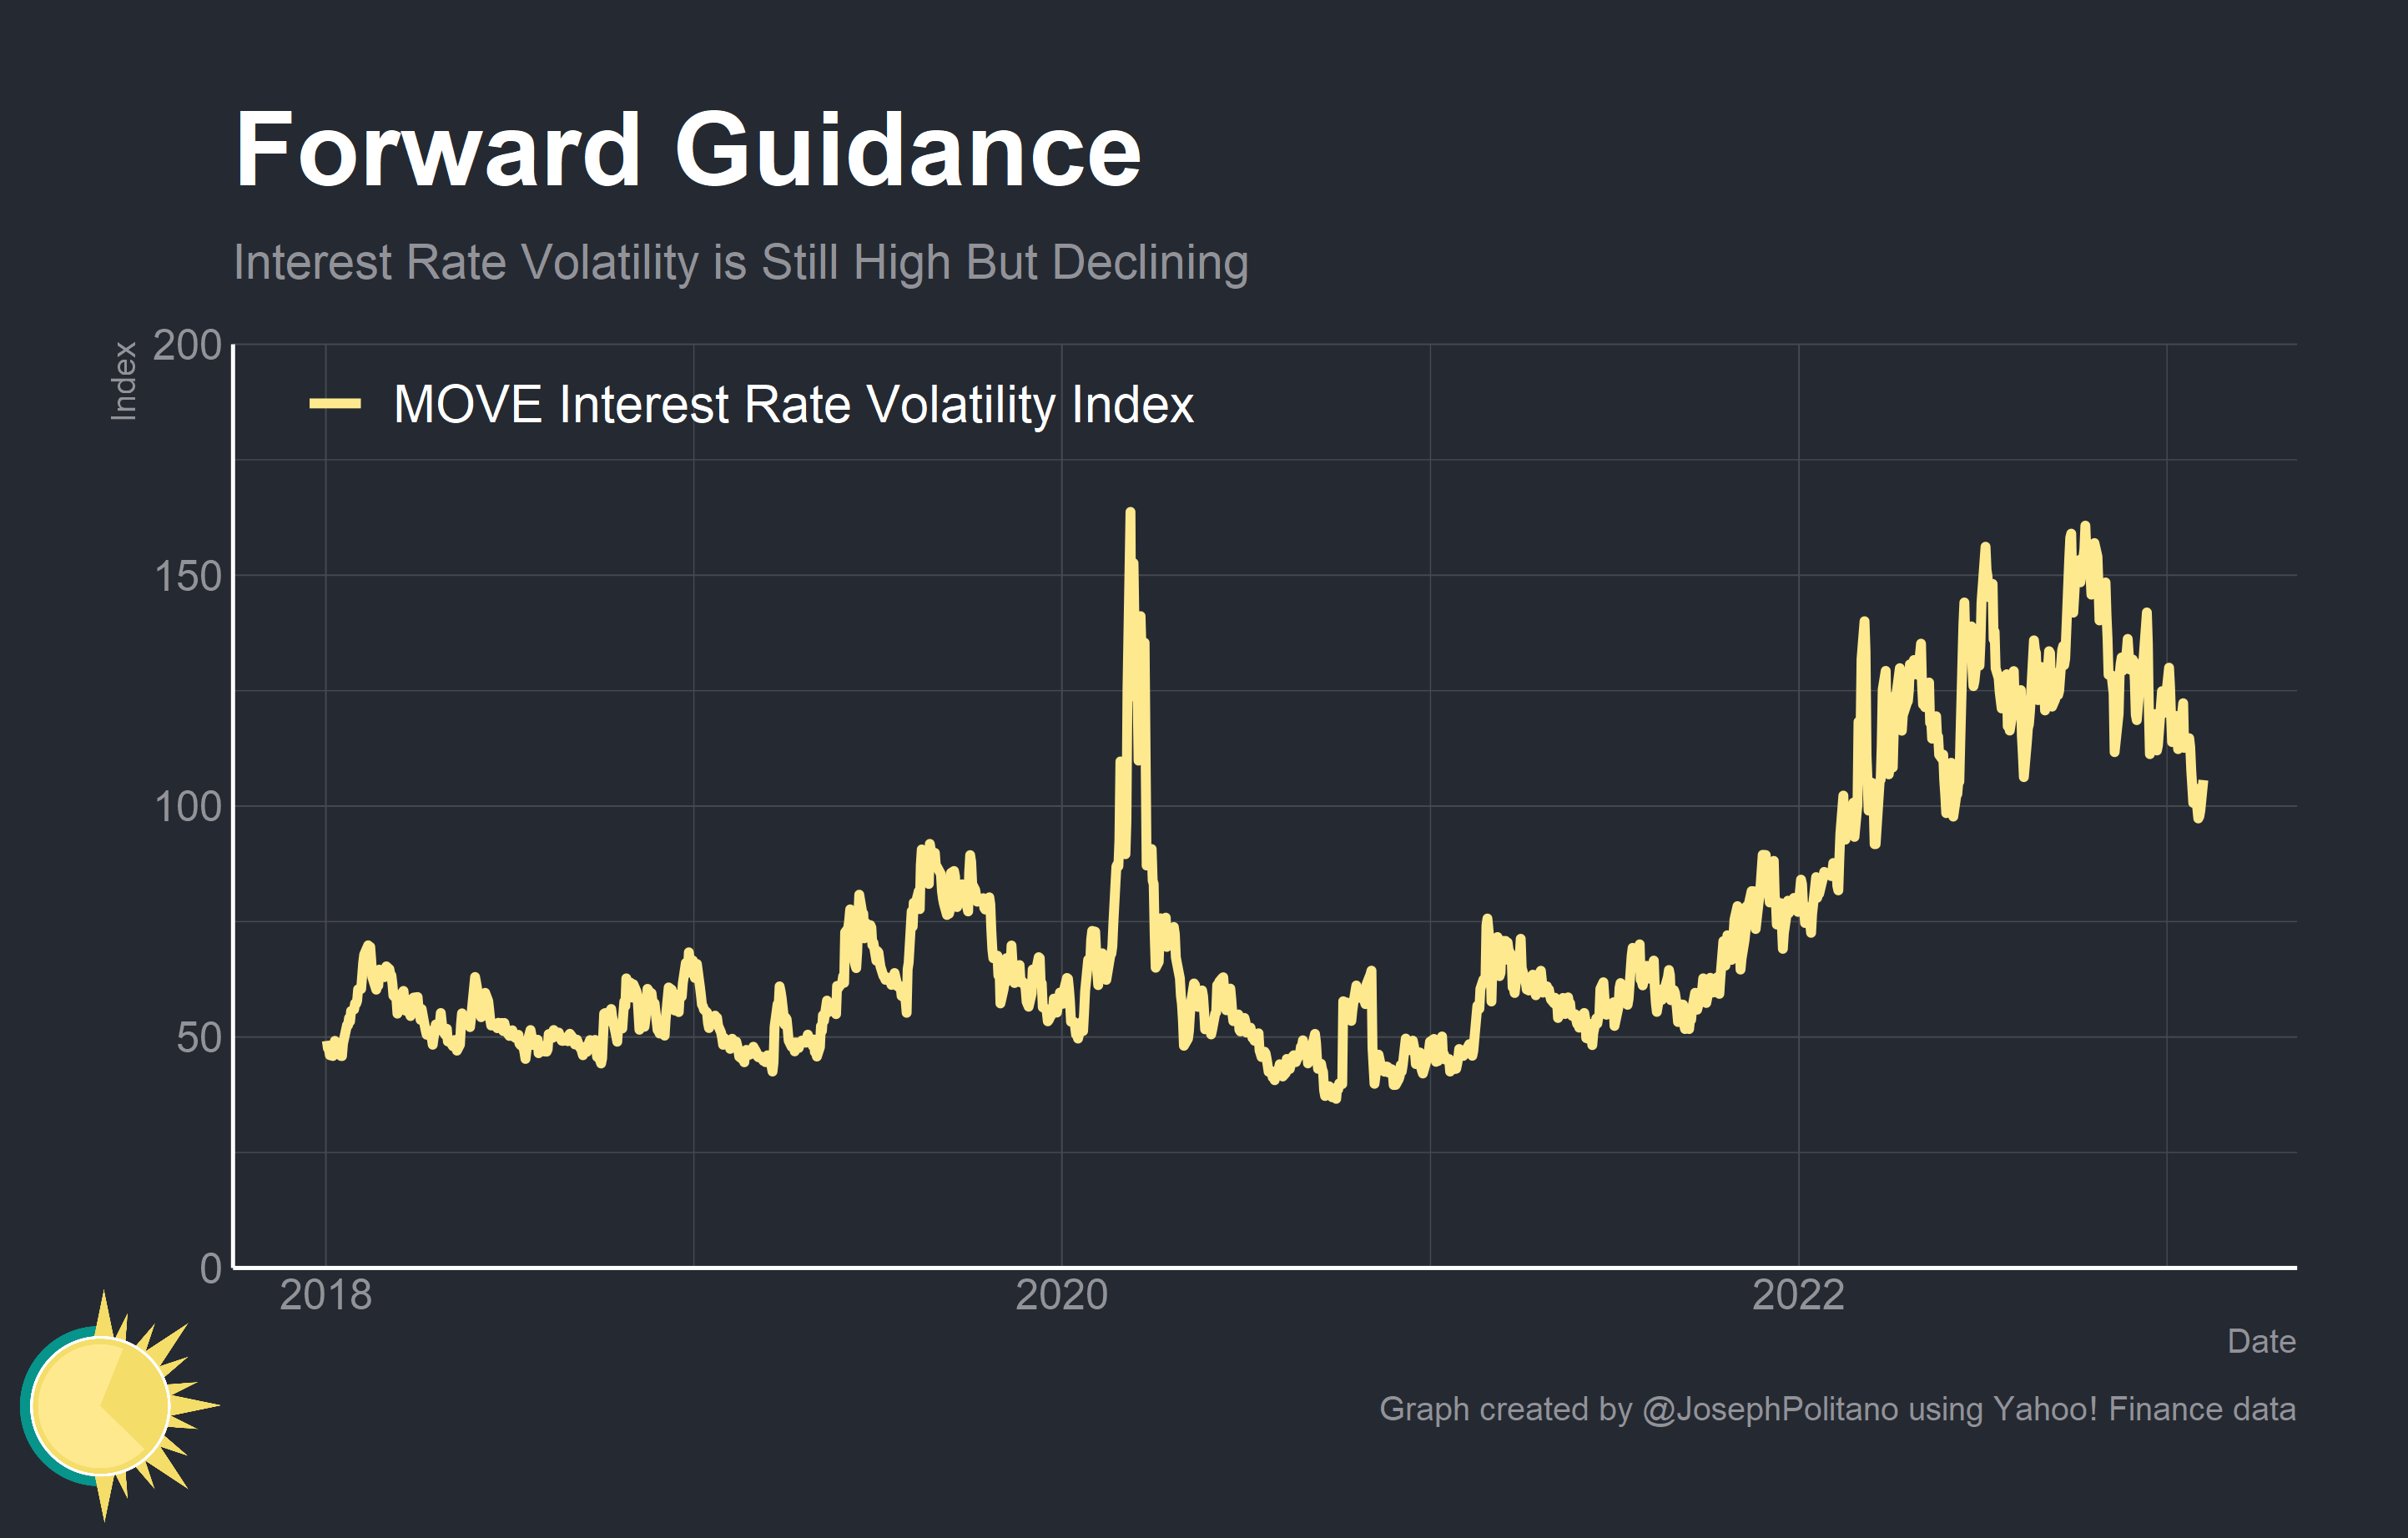 Forward Guidance
Interest Rate Volatility is Still High But Declining
Index
200
MOVE Interest Rate Volatility Index
150
100
50
0
2018
2020
2022
Date
Graph created by @JosephPolitano using Yahoo! Finance data